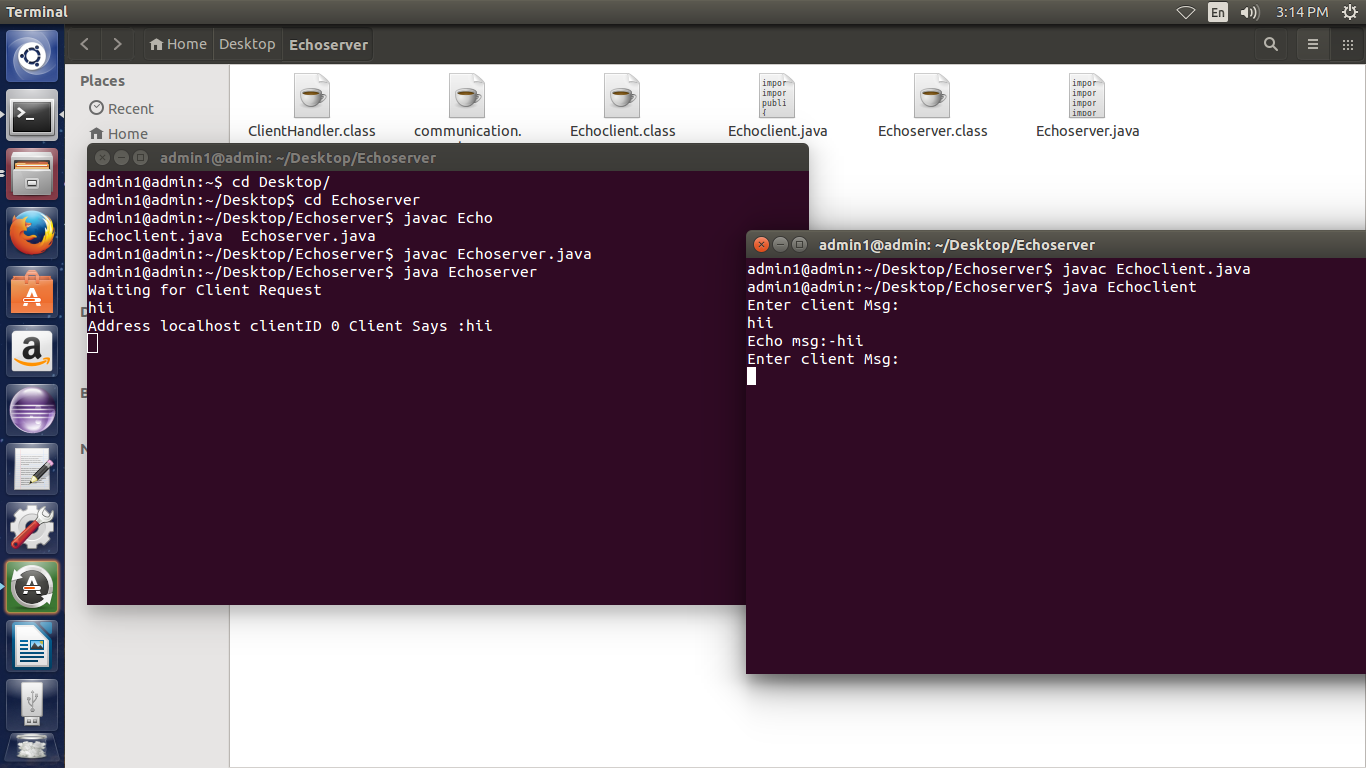 Terminal
En
3:14 PM
Home Desktop Echoserver
Places
Recent
Home
ClientHandler.class
communication.
Echoclient.class
impor
impor
publi
{
Echoclient.java
Echoserver.class
impor
impor
impor
impor
Echoserver.java
admin1@admin: ~/Desktop/Echoserver
admin1@admin:~$ cd Desktop/
admin1@admin:~/Desktop$ cd Echoserver
admin1@admin:~/Desktop/Echoserver$ javac Echo
Echoclient.java  Echoserver.java
admin1@admin:~/Desktop/Echoserver$ javac Echoserver.java
admin1@admin:~/Desktop/Echoserver$ java Echoserver
Waiting for Client Request
hii
Address localhost clientID 0 Client Says :hii
admin1@admin: ~/Desktop/Echoserver
admin1@admin:~/Desktop/Echoserver$ javac Echoclient.java
admin1@admin:~/Desktop/Echoserver$ java Echoclient
Enter client Msg:
hii
Echo msg:-hii
Enter client Msg: